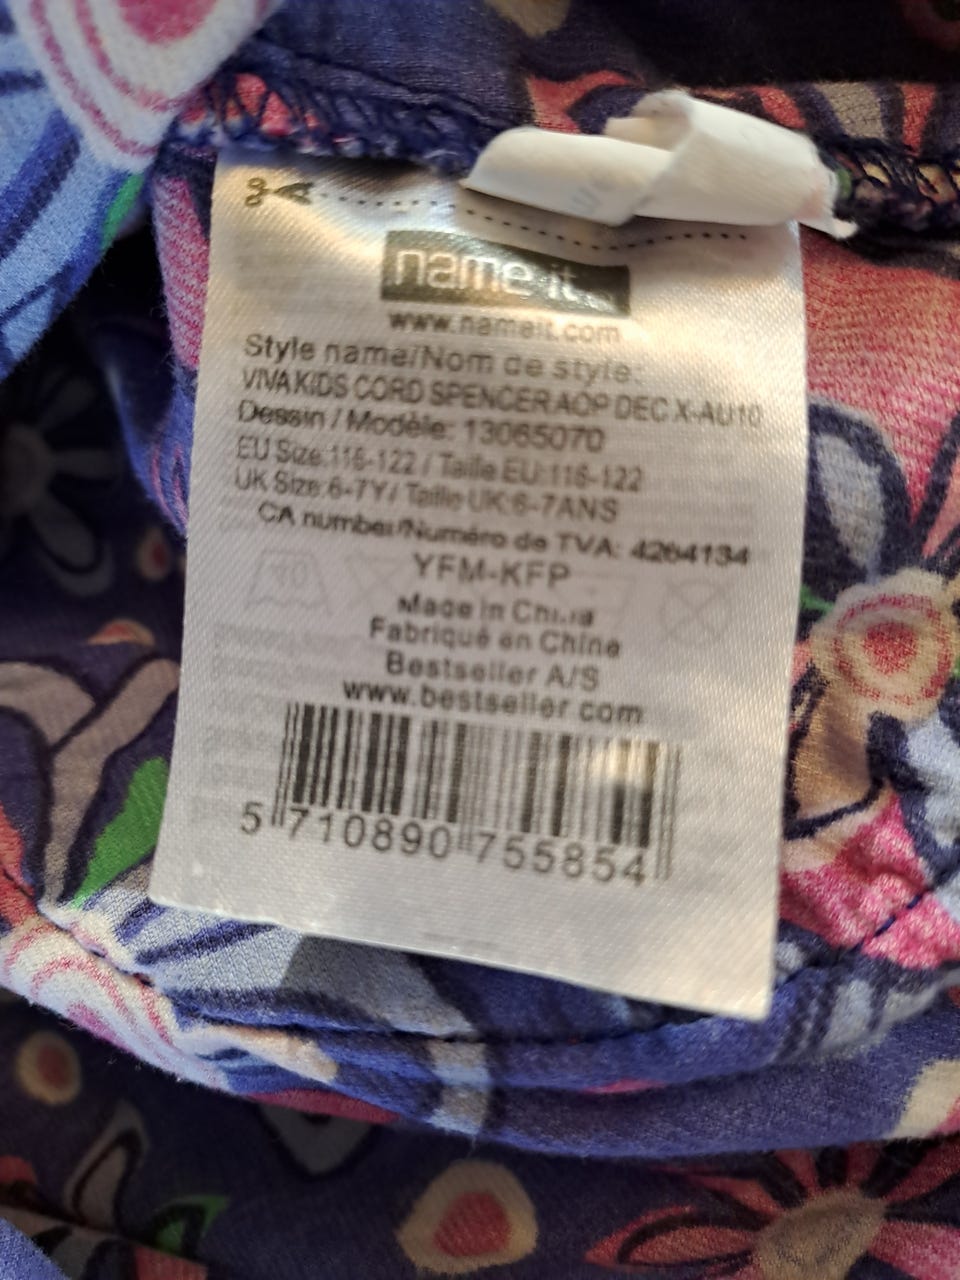 name it
www.nameit.com
Style name/Nom de style:
VIVA KIDS CORD SPENCER AOP DEC X-AU10
Dessin / Modèle: 13065070
EU Size:116-122 / Taille EU:116-122
UK Size:6-7Y/ Taille UK:6-7ANS
CA number/Numéro de TVA: 4264134
YFM-KFP
Made in China
Fabriqué en Chine
Bestseller A/S
www.bestseller.com
5 710890 755854